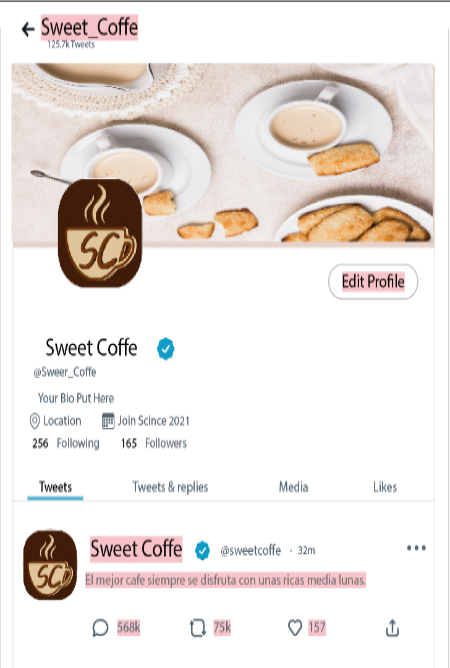 Sweet_Coffe
125.7k Tweets
SC
Edit Profile
Sweet Coffe
@Sweer_Coffe
Your Bio Put Here
Location Join Scince 2021
256 Following 165 Followers
Tweets Tweets & replies Media Likes
Sweet Coffe @sweetcoffe · 32m
SC
El mejor cafe siempre se disfruta con unas ricas media lunas.
568k 75k 157